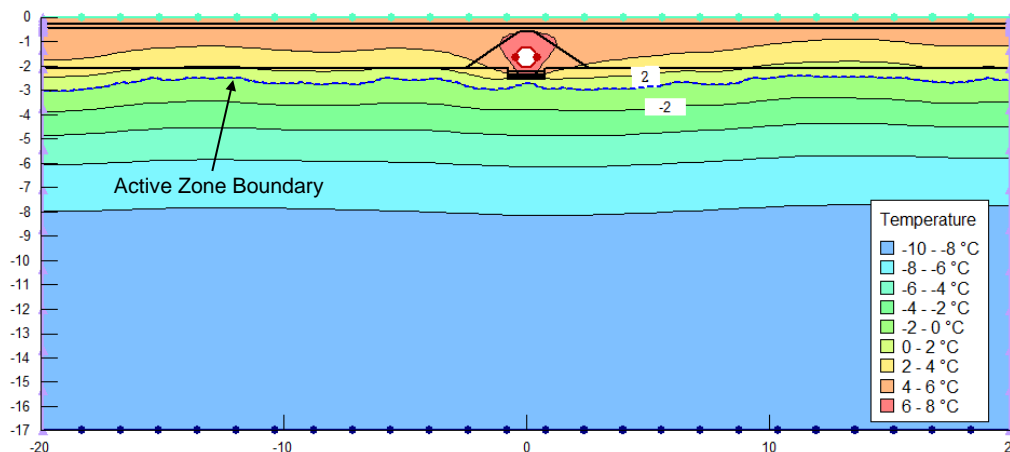 0
-1
-2
-3
-4
-5
-6
-7
-8
-9
-10
-11
-12
-13
-14
-15
-16
-17
2
-2
Active Zone Boundary
Temperature
-10 - -8 °C
-8 - -6 °C
-6 - -4 °C
-4 - -2 °C
-2 - 0 °C
0 - 2 °C
2 - 4 °C
4 - 6 °C
6 - 8 °C
-20 -10 0 10